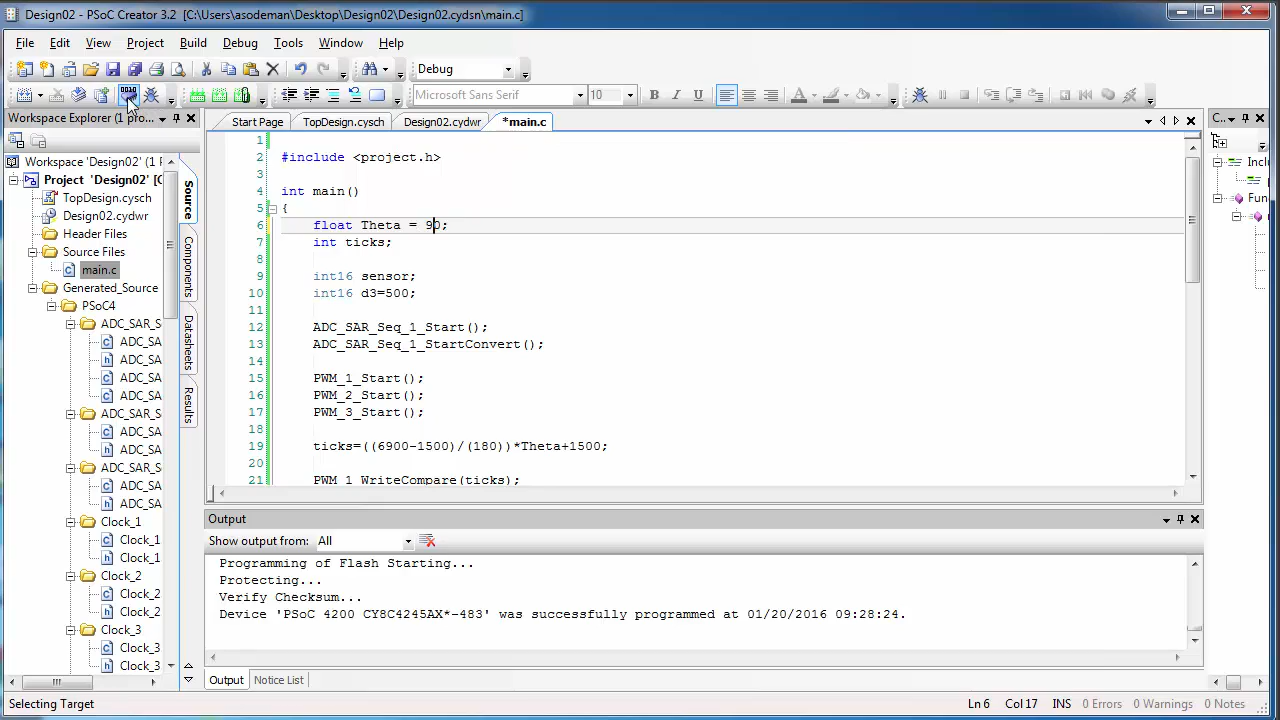 Design02 - PSoC Creator 3.2 [C:\Users\asodeman\Desktop\Design02\Design02.cydsn\main.c]
File Edit View Project Build Debug Tools Window Help
Debug
Microsoft Sans Serif 10 B I U A
Workspace Explorer (1 pro...
Start Page TopDesign.cysch Design02.cydwr *main.c
C...
Workspace 'Design02' (1 P
Project 'Design02' [C
TopDesign.cysch
Design02.cydwr
Header Files
Source Files
main.c
Generated_Source
PSoC4
ADC_SAR_S
ADC_SA
ADC_SA
ADC_SA
ADC_SA
ADC_SAR_S
ADC_SA
ADC_SA
ADC_SAR_S
ADC_SA
ADC_SA
Clock_1
Clock_1
Clock_1
Clock_2
Clock_2
Clock_2
Clock_3
Clock_3
Clock_3
Source
Components
Datasheets
Results
1
2 #include <project.h>
3
4 int main()
5 {
6 float Theta = 90;
7 int ticks;
8
9 int16 sensor;
10 int16 d3=500;
11
12 ADC_SAR_Seq_1_Start();
13 ADC_SAR_Seq_1_StartConvert();
14
15 PWM_1_Start();
16 PWM_2_Start();
17 PWM_3_Start();
18
19 ticks=((6900-1500)/(180))*Theta+1500;
20
21 PWM_1_WriteCompare(ticks);
Inclu
Fun
Output
Show output from: All
Programming of Flash Starting...
Protecting...
Verify Checksum...
Device 'PSoC 4200 CY8C4245AX*-483' was successfully programmed at 01/20/2016 09:28:24.
Output Notice List
Selecting Target Ln 6 Col 17 INS 0 Errors 0 Warnings 0 Notes